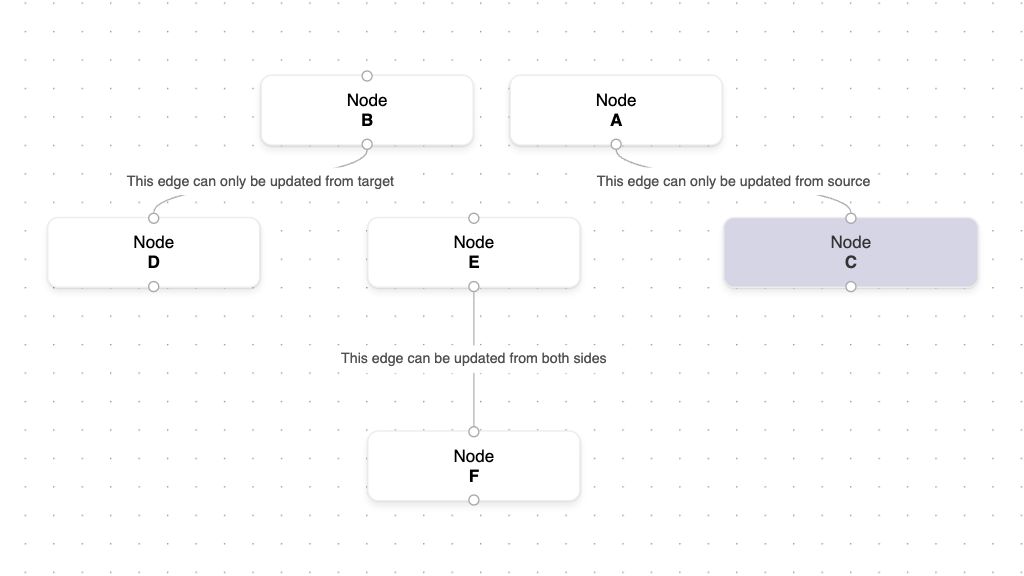 Node
B
Node
A
This edge can only be updated from target
This edge can only be updated from source
Node
D
Node
E
Node
C
This edge can be updated from both sides
Node
F